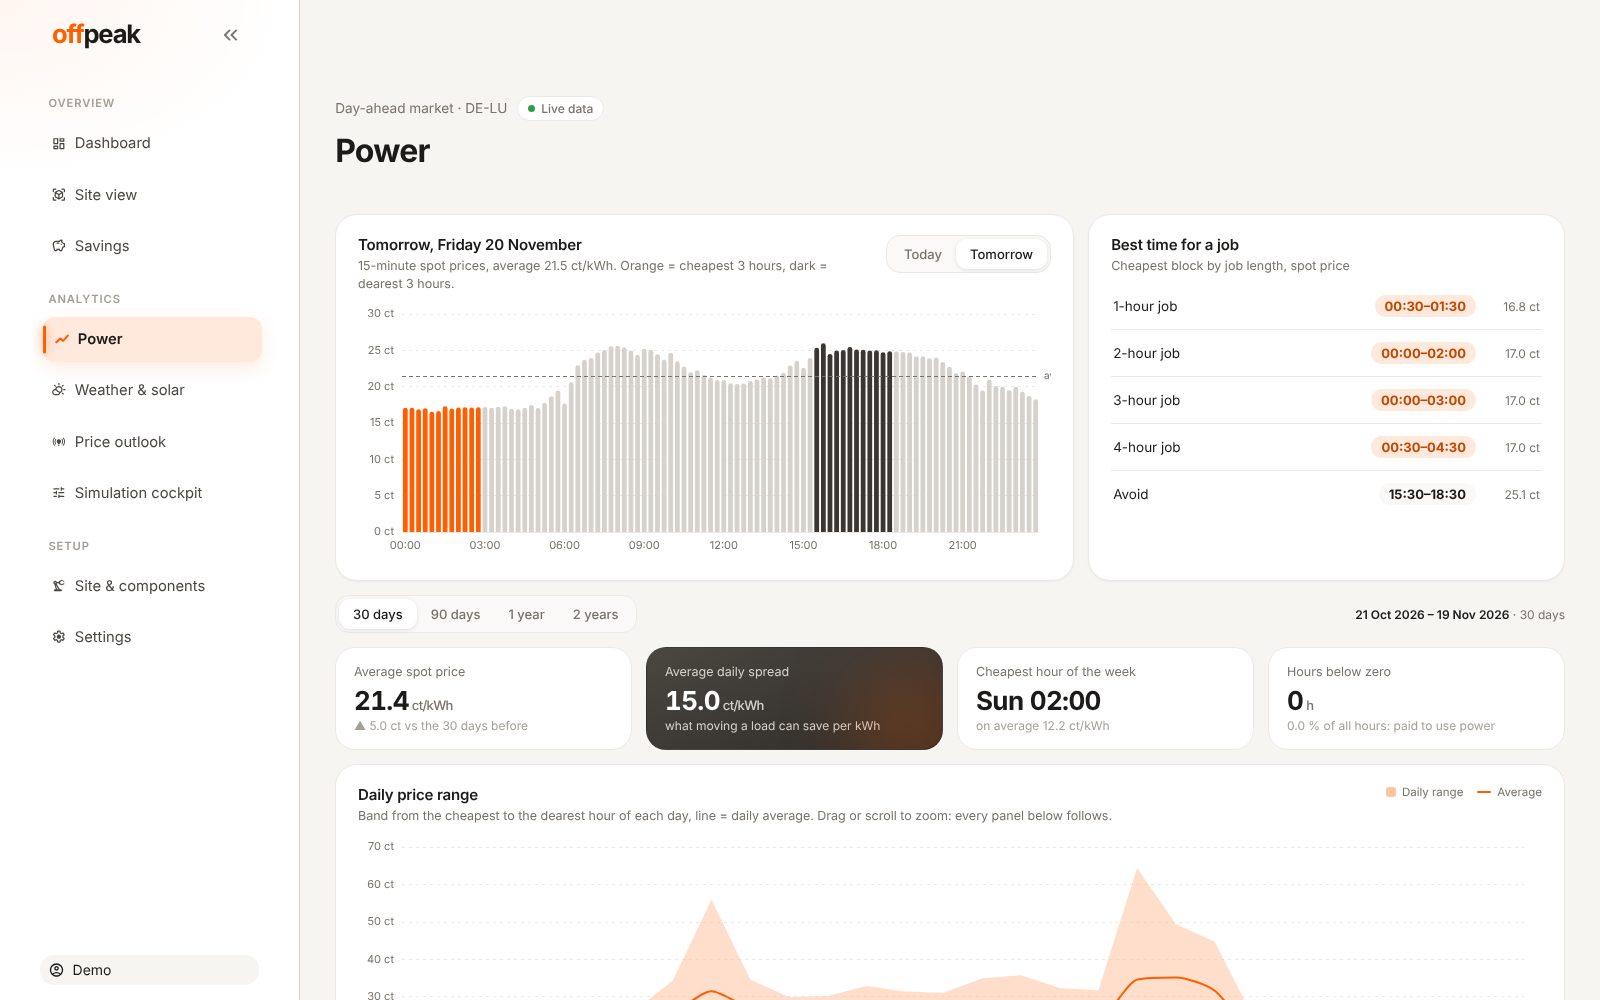 offpeak
OVERVIEW
Dashboard
Site view
Savings
ANALYTICS
Power
Weather & solar
Price outlook
Simulation cockpit
SETUP
Site & components
Settings
Demo
Day-ahead market · DE-LU
Live data
Power
Tomorrow, Friday 20 November
15-minute spot prices, average 21.5 ct/kWh. Orange = cheapest 3 hours, dark =
dearest 3 hours.
Today
Tomorrow
30 ct
25 ct
20 ct
15 ct
10 ct
5 ct
0 ct
00:00
03:00
06:00
09:00
12:00
15:00
18:00
21:00
Best time for a job
Cheapest block by job length, spot price
1-hour job 00:30–01:30 16.8 ct
2-hour job 00:00–02:00 17.0 ct
3-hour job 00:00–03:00 17.0 ct
4-hour job 00:30–04:30 17.0 ct
Avoid 15:30–18:30 25.1 ct
30 days
90 days
1 year
2 years
21 Oct 2026 – 19 Nov 2026 · 30 days
Average spot price
21.4 ct/kWh
▲ 5.0 ct vs the 30 days before
Average daily spread
15.0 ct/kWh
what moving a load can save per kWh
Cheapest hour of the week
Sun 02:00
on average 12.2 ct/kWh
Hours below zero
0 h
0.0 % of all hours: paid to use power
Daily price range
Band from the cheapest to the dearest hour of each day, line = daily average. Drag or scroll to zoom: every panel below follows.
Daily range
Average
70 ct
60 ct
50 ct
40 ct
30 ct